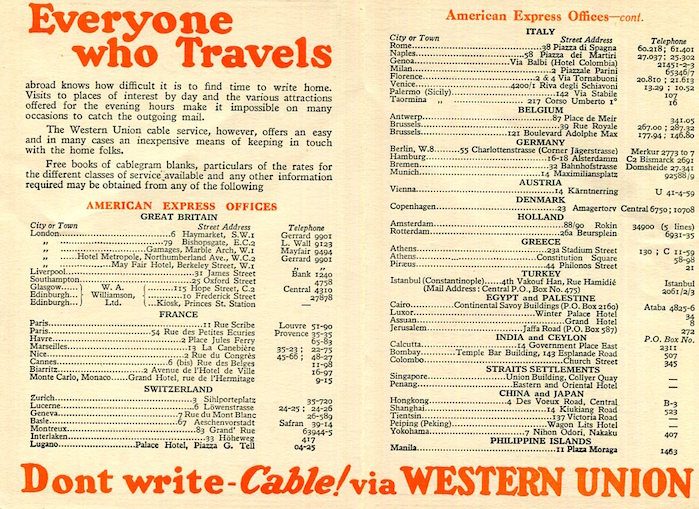 Everyone
who Travels
abroad knows how difficult it is to find time to write home.
Visits to places of interest by day and the various attractions
offered for the evening hours make it impossible on many
occasions to catch the outgoing mail.
The Western Union cable service, however, offers an easy
and in many cases an inexpensive means of keeping in touch
with the home folks.
Free books of cablegram blanks, particulars of the rates for
the different classes of service available and any other information
required may be obtained from any of the following
AMERICAN EXPRESS OFFICES
GREAT BRITAIN
City or Town Street Address Telephone
London 6 Haymarket, S.W.1 Gerrard 9901
„ 79 Bishopsgate, E.C.2 L. Wall 9123
„ Gamages, Marble Arch, W.1 Mayfair 9494
„ Hotel Metropole, Northumberland Ave., W.C.2 Gerrard 9901
„ May Fair Hotel, Berkeley Street, W.1 „ „
Liverpool 31 James Street Bank 1240
Southampton 25 Oxford Street 4758
Glasgow W. A. 115 Hope Street, C.2 Central 4310
Edinburgh Williamson, 10 Frederick Street 27878
Edinburgh Ltd. Kiosk, Princes St. Station —
FRANCE
Paris 11 Rue Scribe Louvre 51-90
Paris 54 Rue des Petites Ecuries Provence 35-35
Havre 2 Place Jules Ferry 65-83
Marseilles 13 La Canebière 35-23; 22-75
Nice 2 Rue du Congrès 45-68; 48-27
Cannes 6 (bis) Rue des Belges 11-98
Biarritz 2 Avenue de l'Hotel de Ville 16-97
Monte Carlo, Monaco Grand Hotel, rue de l'Hermitage 9-15
SWITZERLAND
Zurich 3 Sihlporteplatz 35-720
Lucerne 6 Löwenstrasse 24-25; 24-26
Geneva 7 Rue du Mont Blanc 26-589
Basle 67 Aeschenvorstadt Safran 39-14
Montreux 83 Grand' Rue 63944-5
Interlaken 33 Höheweg 417
Lugano Palace Hotel, Piazza G. Tell 04-25
American Express Offices—cont.
ITALY
City or Town Street Address Telephone
Rome 38 Piazza di Spagna 60.218; 61.401
Naples 58 Piazza dei Martiri 27.037; 25.302
Genoa Via Balbi (Hotel Colombia) 21451-2-3
Milan 2 Piazzale Parini 65346/7
Florence 2 & 4 Via Tornabuoni 20.810; 21.613
Venice 4200/1 Riva degli Schiavoni 13.29; 10.52
Palermo (Sicily) 142 Via Stabile 107
Taormina „ 217 Corso Umberto 1° 16
BELGIUM
Antwerp 87 Place de Meir 341.05
Brussels 39 Rue Royale 267.00; 287.32
Brussels 121 Boulevard Adolphe Max 177.94; 146.80
GERMANY
Berlin, W.8 55 Charlottenstrasse (Corner Jägerstrasse) Merkur 2773 to 7
Hamburg 16-18 Alsterdamm C2 Bismarck 2691
Bremen 32 Bahnhofstrasse Domsheide 27.341
Munich 14 Maximiliansplatz 92588/9
AUSTRIA
Vienna 14 Kärntnerring U 41-4-59
DENMARK
Copenhagen 23 Amagertorv Central 6750; 10708
HOLLAND
Amsterdam 88/90 Rokin 34900 (5 lines)
Rotterdam 26a Beursplein 6931-35
GREECE
Athens 23a Stadium Street 130; C 11-59
Athens Constitution Square 58-98
Piræus 44 Philonos Street
TURKEY
Istanbul (Constantinople) 4th Vakouf Han, Rue Hamidié Istanbul
(Mail Address: Central P.O., Box No. 475) 2061/2/3
EGYPT and PALESTINE
Cairo Continental Savoy Buildings (P.O. Box 2160) Ataba 4825-6
Luxor Winter Palace Hotel 34
Assuan Grand Hotel 4
Jerusalem Jaffa Road (P.O. Box 587) 272
INDIA and CEYLON P.O. Box No.
Calcutta 14 Government Place East 2311
Bombay Temple Bar Building, 143 Esplanade Road 507
Colombo Church Street 345
STRAITS SETTLEMENTS
Singapore Union Building, Collyer Quay —
Penang Eastern and Oriental Hotel —
CHINA and JAPAN
Hongkong 4 Des Voeux Road, Central B-3
Shanghai 14 Kiukiang Road 523
Tientsin 137 Victoria Road —
Peiping (Peking) Wagon Lits Hotel —
Yokohama 7 Nihon Odori, Nakaku 407
PHILIPPINE ISLANDS
Manila 11 Plaza Moraga 1463
Dont write-Cable! via WESTERN UNION